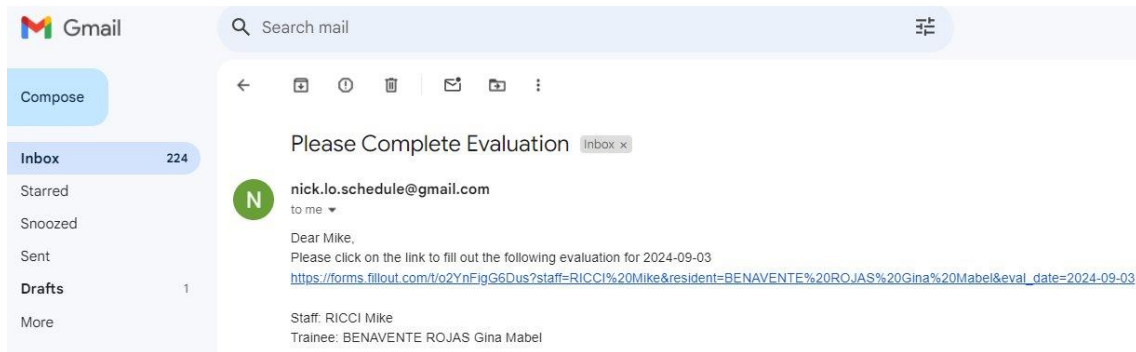 Gmail
Search mail
Compose
Please Complete Evaluation Inbox x
Inbox 224
Starred
Snoozed
Sent
Drafts 1
More
N
nick.lo.schedule@gmail.com
to me
Dear Mike,
Please click on the link to fill out the following evaluation for 2024-09-03
https://forms.fillout.com/t/o2YnFigG6Dus?staff=RICCI%20Mike&resident=BENAVENTE%20ROJAS%20Gina%20Mabel&eval_date=2024-09-03
Staff: RICCI Mike
Trainee: BENAVENTE ROJAS Gina Mabel